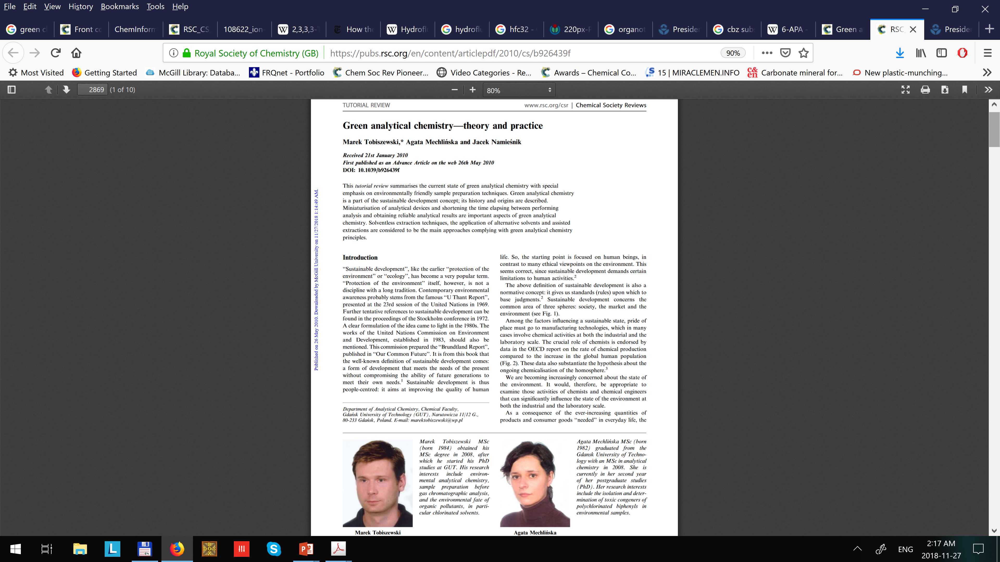 File Edit View History Bookmarks Tools Help
green c
Front co
ChemInform
RSC_CS_
108622_ion-
2,3,3,3-T
How the
Hydrofl
hydroflu
hfc32 -
220px-F
organot
Presiden
cbz sub
6-APA -
Green a
RSC_
Presiden
Royal Society of Chemistry (GB) https://pubs.rsc.org/en/content/articlepdf/2010/cs/b926439f 90%
Most Visited Getting Started McGill Library: Databa... FRQnet - Portfolio Chem Soc Rev Pioneer... Video Categories - Re... Awards – Chemical Co... 15 | MIRACLEMEN.INFO c& en Carbonate mineral for... New plastic-munching...
2869 (1 of 10) 80%
TUTORIAL REVIEW www.rsc.org/csr | Chemical Society Reviews
Green analytical chemistry—theory and practice
Marek Tobiszewski,* Agata Mechlińska and Jacek Namieśnik
Received 21st January 2010
First published as an Advance Article on the web 26th May 2010
DOI: 10.1039/b926439f
This tutorial review summarises the current state of green analytical chemistry with special
emphasis on environmentally friendly sample preparation techniques. Green analytical chemistry
is a part of the sustainable development concept; its history and origins are described.
Miniaturisation of analytical devices and shortening the time elapsing between performing
analysis and obtaining reliable analytical results are important aspects of green analytical
chemistry. Solventless extraction techniques, the application of alternative solvents and assisted
extractions are considered to be the main approaches complying with green analytical chemistry
principles.
Published on 26 May 2010. Downloaded by McGill University on 11/27/2018 1:14:49 AM.
Introduction
“Sustainable development”, like the earlier “protection of the
environment” or “ecology”, has become a very popular term.
“Protection of the environment” itself, however, is not a
discipline with a long tradition. Contemporary environmental
awareness probably stems from the famous “U Thant Report”,
presented at the 23rd session of the United Nations in 1969.
Further tentative references to sustainable development can be
found in the proceedings of the Stockholm conference in 1972.
A clear formulation of the idea came to light in the 1980s. The
works of the United Nations Commission on Environment
and Development, established in 1983, should also be
mentioned. This commission prepared the “Brundtland Report”,
published in “Our Common Future”. It is from this book that
the well-known definition of sustainable development comes:
a form of development that meets the needs of the present
without compromising the ability of future generations to
meet their own needs.1 Sustainable development is thus
people-centred: it aims at improving the quality of human
Department of Analytical Chemistry, Chemical Faculty,
Gdańsk University of Technology (GUT), Narutowicza 11/12 G.,
80-233 Gdańsk, Poland. E-mail: marektobiszewski@wp.pl
life. So, the starting point is focused on human beings, in
contrast to many ethical viewpoints on the environment. This
seems correct, since sustainable development demands certain
limitations to human activities.2
The above definition of sustainable development is also a
normative concept: it gives us standards (rules) upon which to
base judgments.2 Sustainable development concerns the
common area of three spheres: society, the market and the
environment (see Fig. 1).
Among the factors influencing a sustainable state, pride of
place must go to manufacturing technologies, which in many
cases involve chemical activities at both the industrial and the
laboratory scale. The crucial role of chemists is endorsed by
data in the OECD report on the rate of chemical production
compared to the increase in the global human population
(Fig. 2). These data also substantiate the hypothesis about the
ongoing chemicalisation of the homosphere.3
We are becoming increasingly concerned about the state of
the environment. It would, therefore, be appropriate to
examine those activities of chemists and chemical engineers
that can significantly influence the state of the environment at
both the industrial and the laboratory scale.
As a consequence of the ever-increasing quantities of
products and consumer goods “needed” in everyday life, the
Marek Tobiszewski MSc
(born 1984) obtained his
MSc degree in 2008, after
which he started his PhD
studies at GUT. His research
interests include environ-
mental analytical chemistry,
sample preparation before
gas chromatographic analysis,
and the environmental fate of
organic pollutants, in parti-
cular chlorinated solvents.
Marek Tobiszewski
Agata Mechlińska MSc (born
1982) graduated from the
Gdansk University of Techno-
logy with an MSc in analytical
chemistry in 2008. She is
currently in her second year
of her postgraduate studies
(PhD). Her research interests
include the isolation and deter-
mination of toxic congeners of
polychlorinated biphenyls in
environmental samples.
Agata Mechlińska
ENG 2:17 AM
2018-11-27